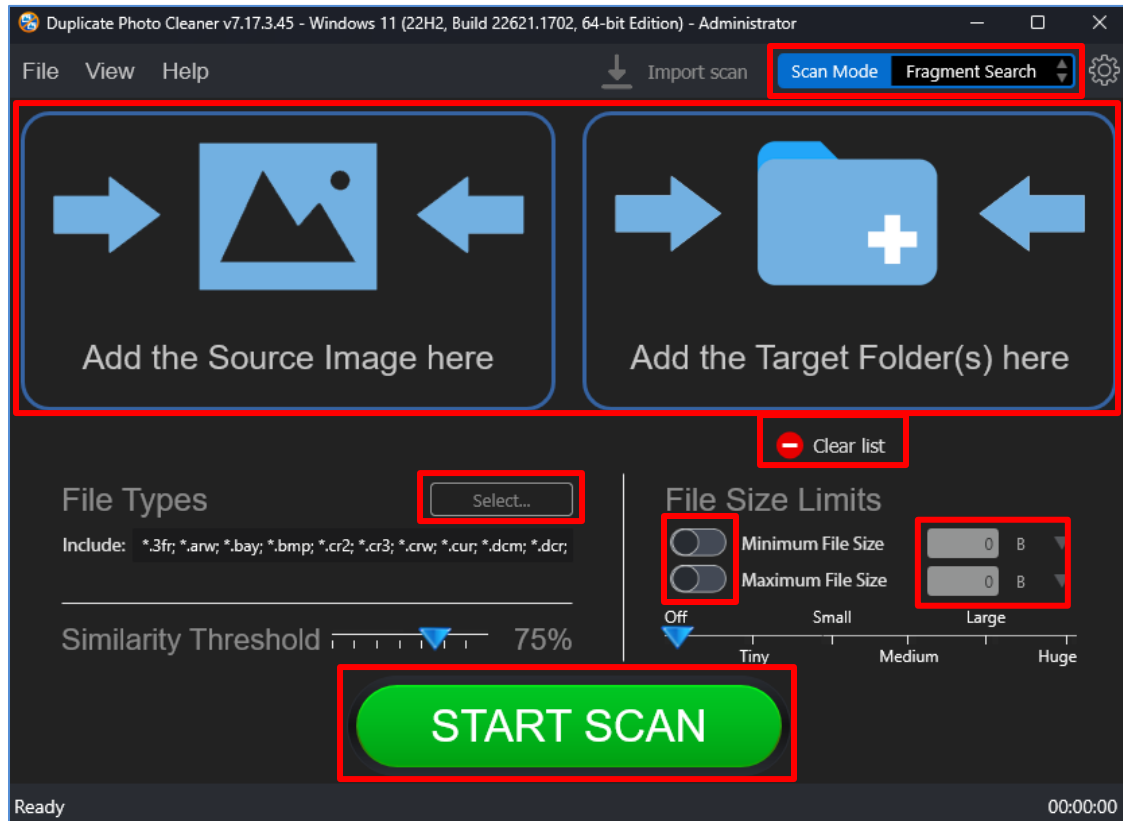 Duplicate Photo Cleaner v7.17.3.45 - Windows 11 (22H2, Build 22621.1702, 64-bit Edition) - Administrator
File View Help
Import scan
Scan Mode Fragment Search
Add the Source Image here
Add the Target Folder(s) here
Clear list
File Types
Select...
Include: *.3fr; *.arw; *.bay; *.bmp; *.cr2; *.cr3; *.crw; *.cur; *.dcm; *.dcr;
Similarity Threshold 75%
File Size Limits
Minimum File Size 0 B
Maximum File Size 0 B
Off Small Large
Tiny Medium Huge
START SCAN
Ready 00:00:00